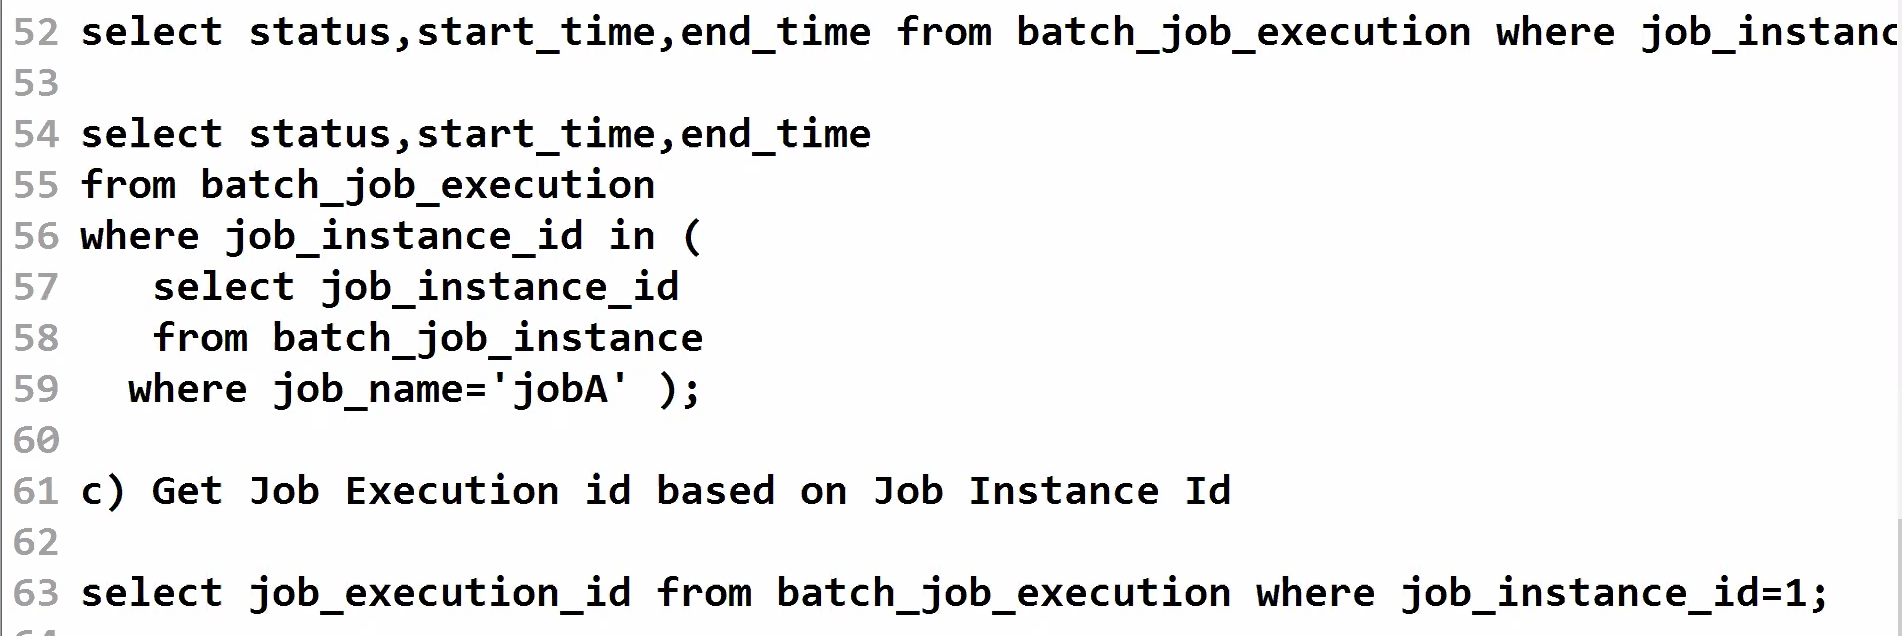 52 select status,start_time,end_time from batch_job_execution where job_instanc
53
54 select status,start_time,end_time
55 from batch_job_execution
56 where job_instance_id in (
57    select job_instance_id
58    from batch_job_instance
59   where job_name='jobA' );
60
61 c) Get Job Execution id based on Job Instance Id
62
63 select job_execution_id from batch_job_execution where job_instance_id=1;